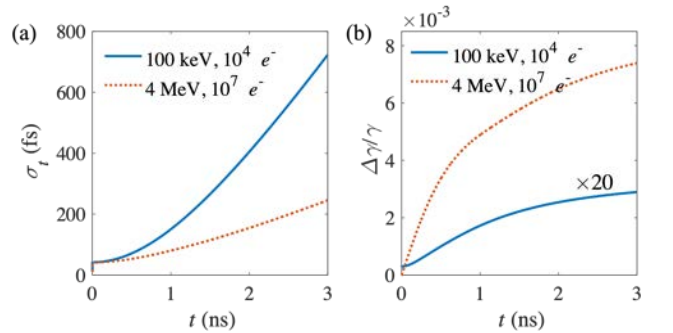 (a)
800
600
400
200
0
σt (fs)
100 keV, 10^4 e-
4 MeV, 10^7 e-
0 1 2 3
t (ns)
(b)
×10^-3
8
6
4
2
0
Δγ/γ
100 keV, 10^4 e-
4 MeV, 10^7 e-
×20
0 1 2 3
t (ns)